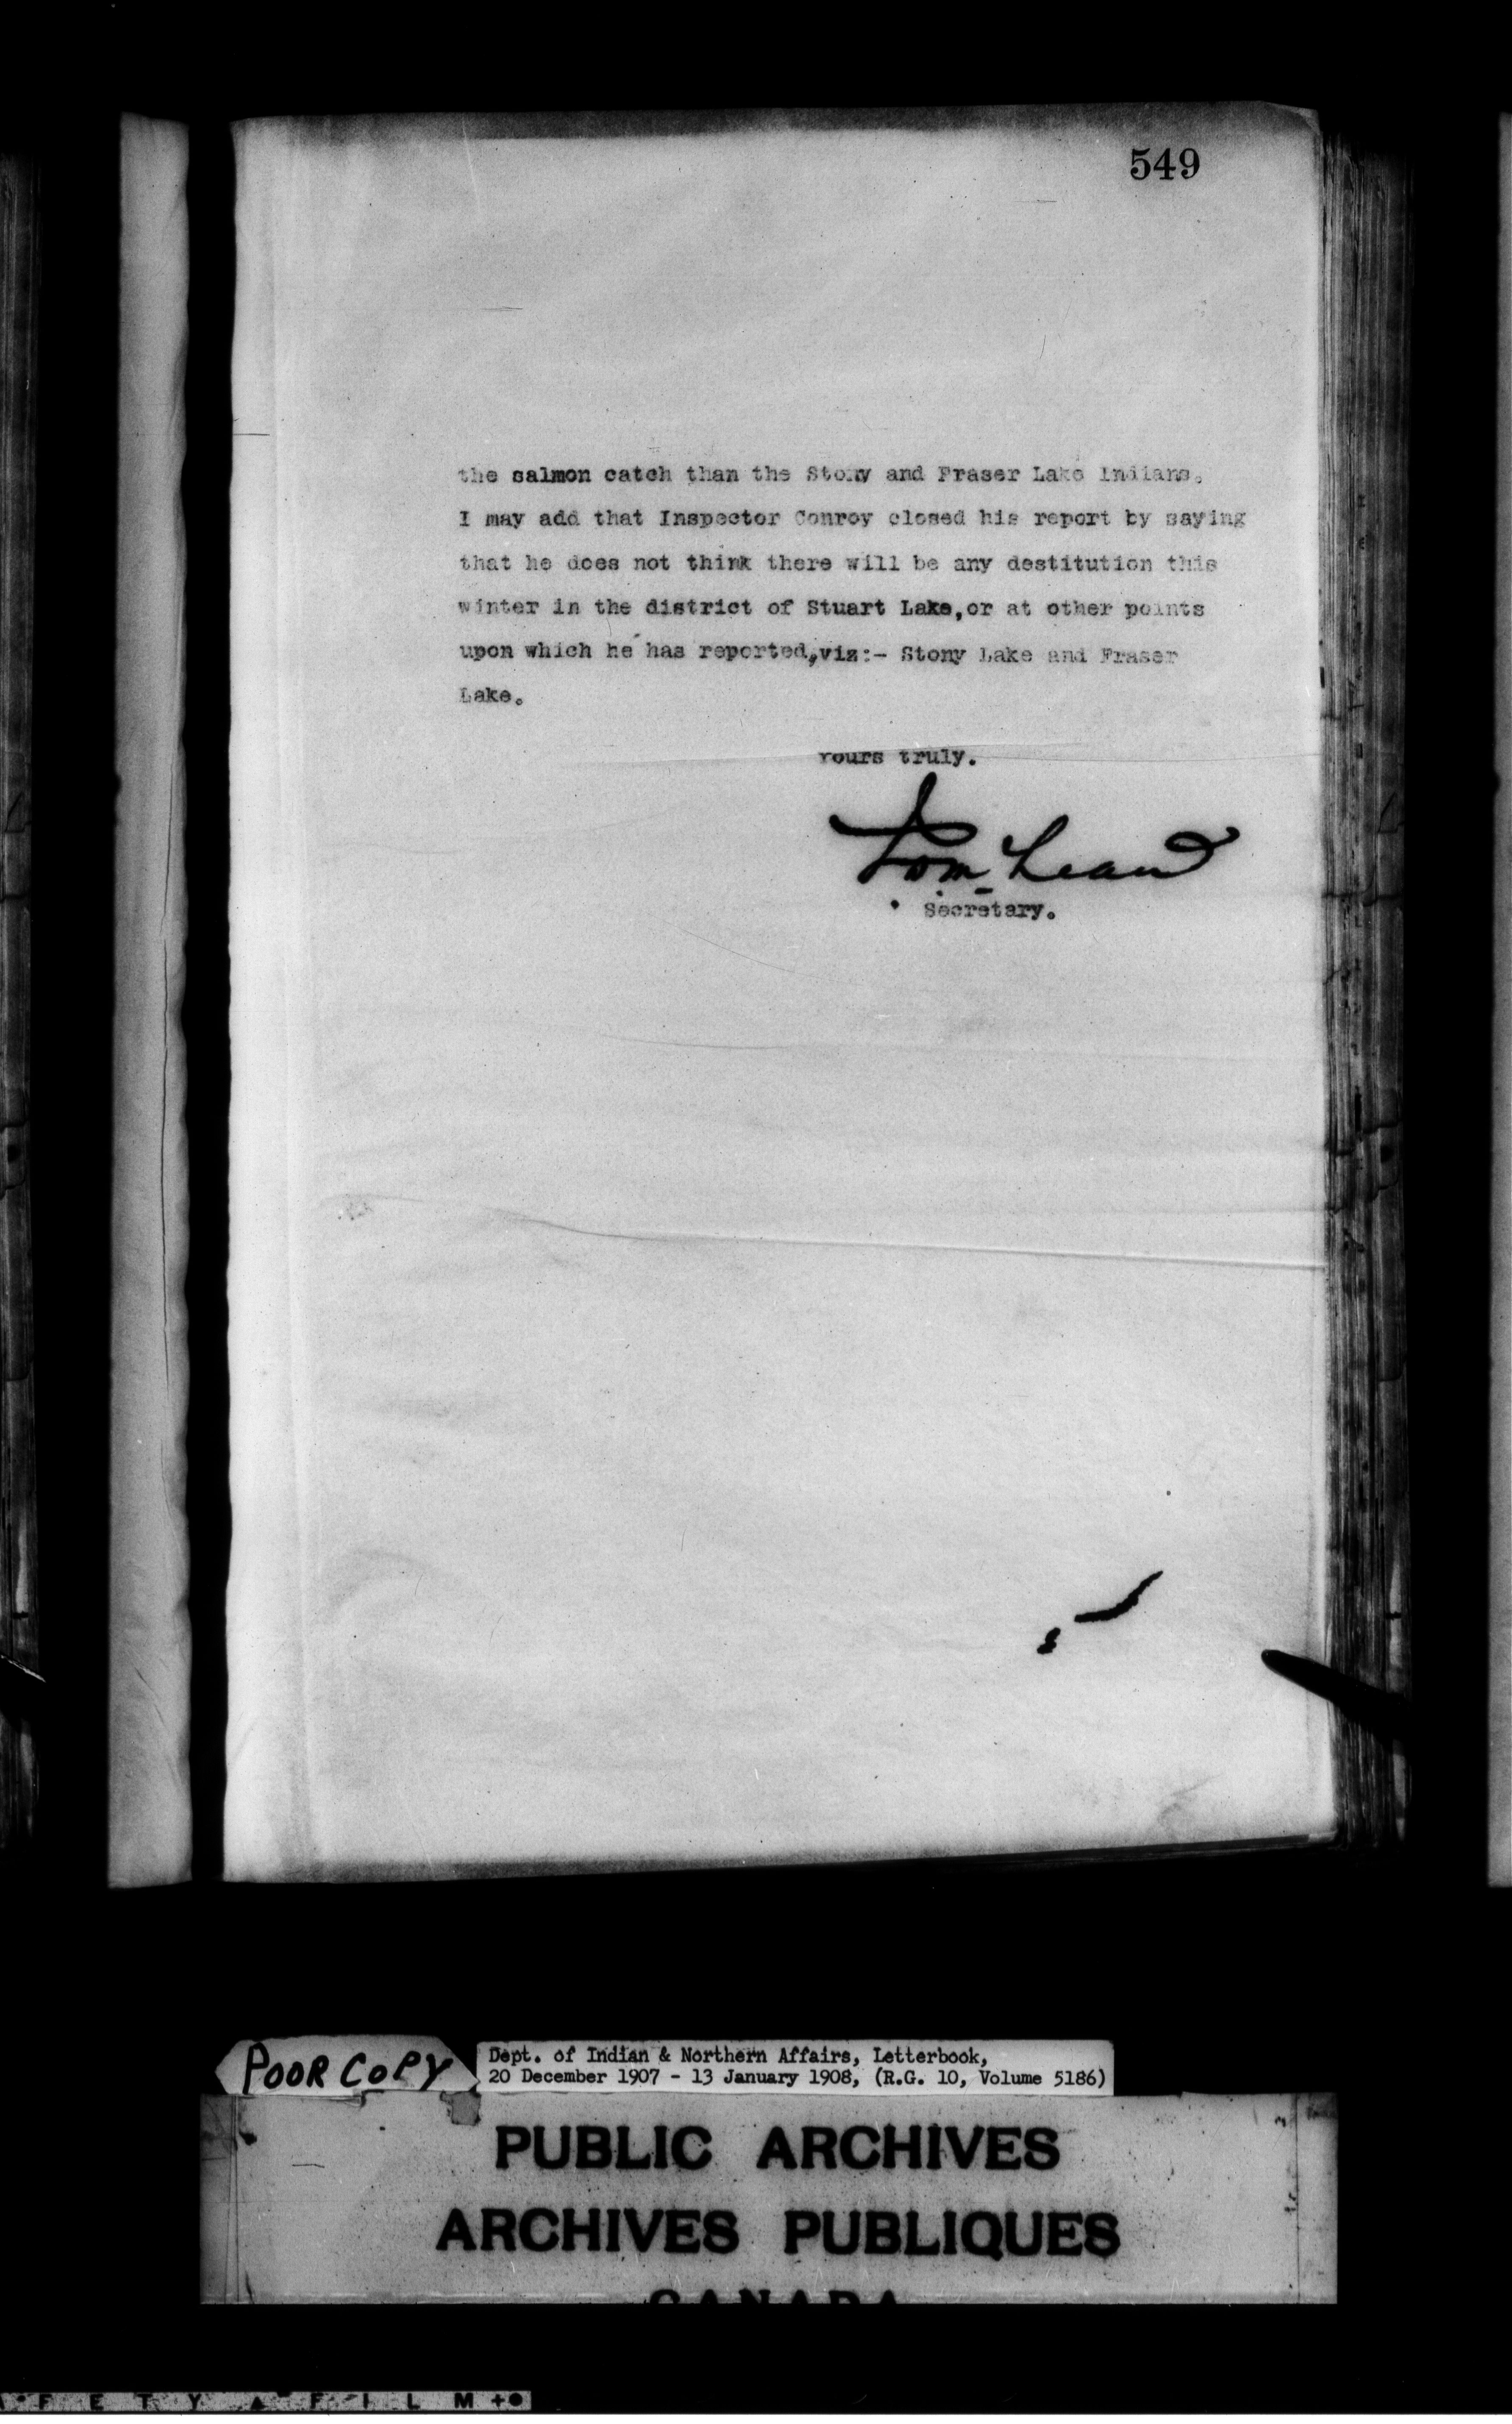 549
the salmon catch than the Stony and Fraser Lake Indians.
I may add that Inspector Conroy closed his report by saying
that he does not think there will be any destitution this
winter in the district of Stuart Lake, or at other points
upon which he has reported, viz:- Stony Lake and Fraser
Lake.
Yours truly.
Secretary.
POOR COPY
Dept. of Indian & Northern Affairs, Letterbook,
20 December 1907 - 13 January 1908, (R.G. 10, Volume 5186)
PUBLIC ARCHIVES
ARCHIVES PUBLIQUES
CANADA
F E T Y ▲ F I L M +●